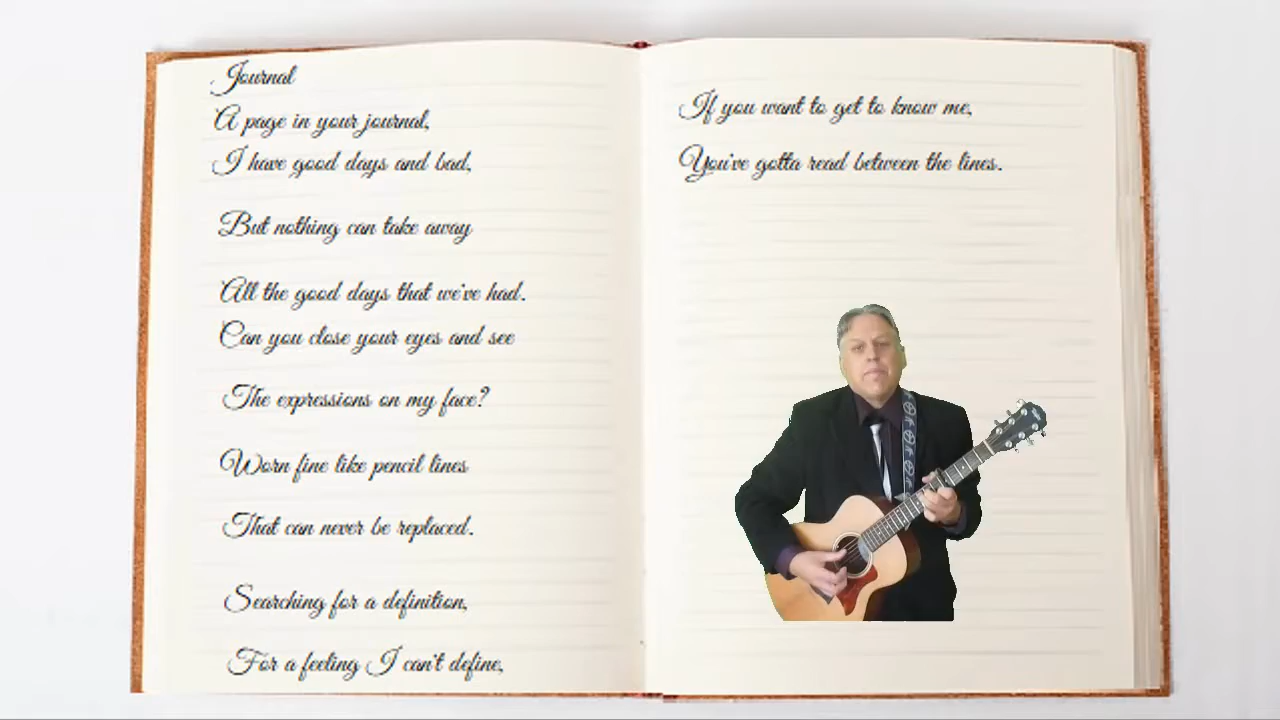 Journal
A page in your journal,
I have good days and bad,
But nothing can take away
All the good days that we've had.
Can you close your eyes and see
The expressions on my face?
Worn fine like pencil lines
That can never be replaced.
Searching for a definition,
For a feeling I can't define,
If you want to get to know me,
You've gotta read between the lines.